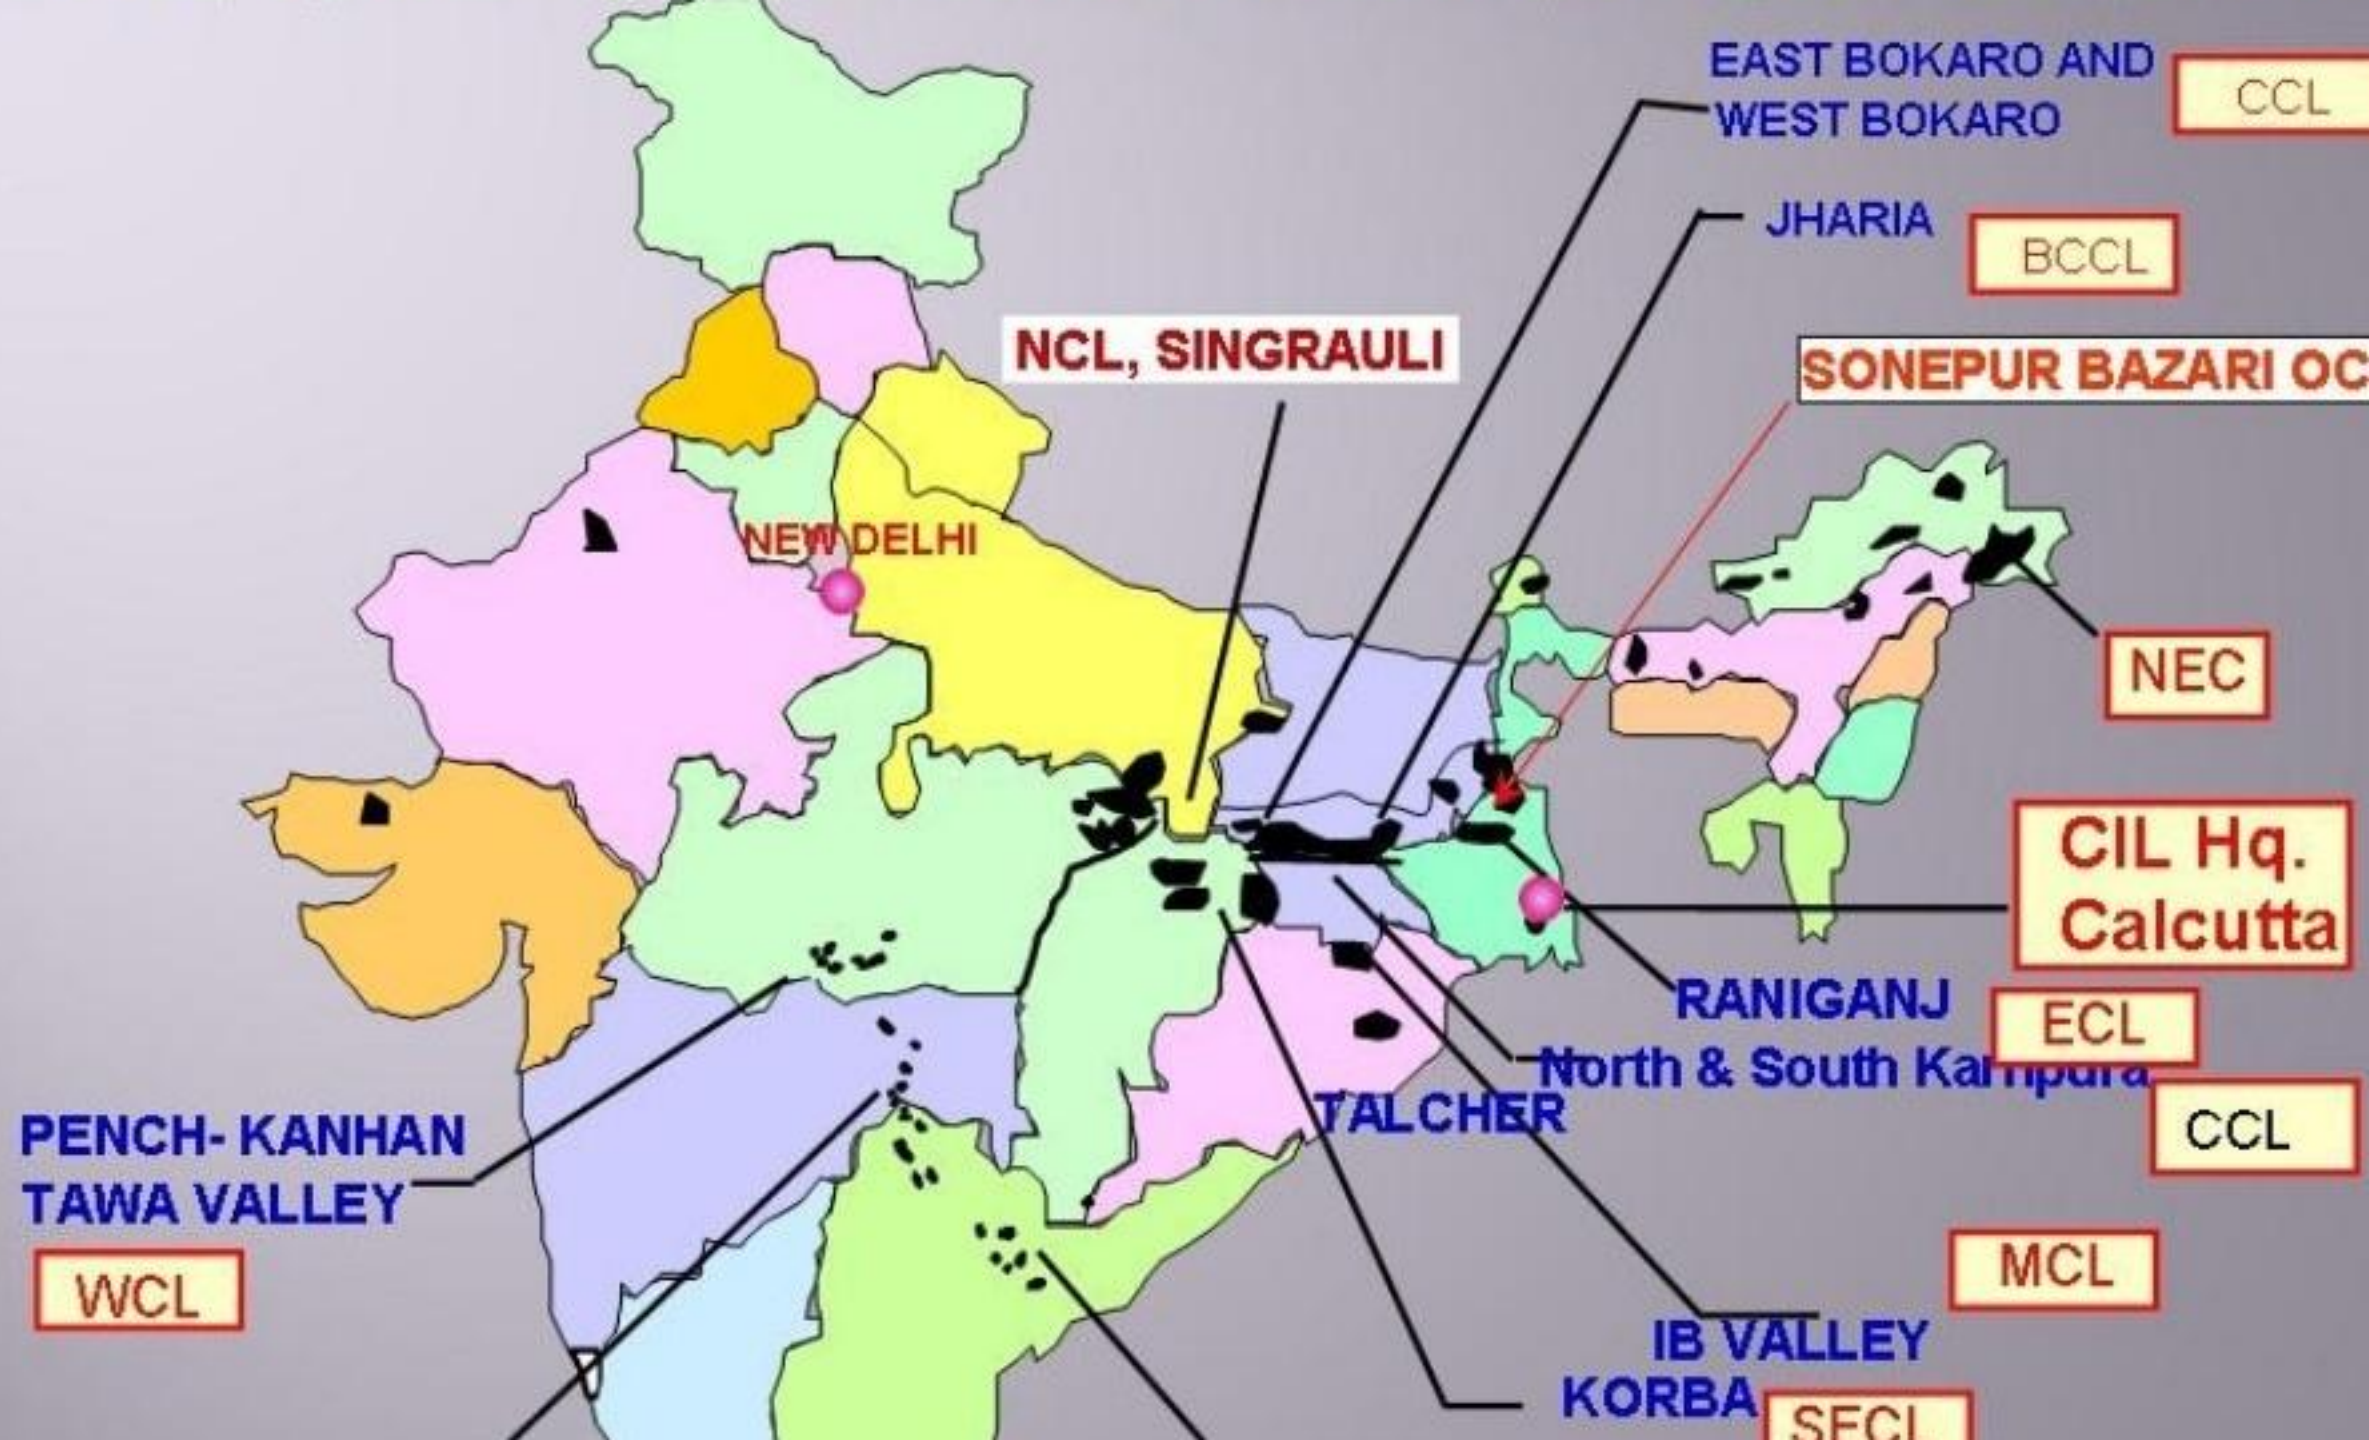 EAST BOKARO AND
WEST BOKARO
CCL
JHARIA
BCCL
NCL, SINGRAULI
SONEPUR BAZARI OC
NEW DELHI
NEC
CIL Hq.
Calcutta
RANIGANJ
ECL
North & South Karnpura
CCL
TALCHER
PENCH- KANHAN
TAWA VALLEY
WCL
MCL
IB VALLEY
KORBA
SECL